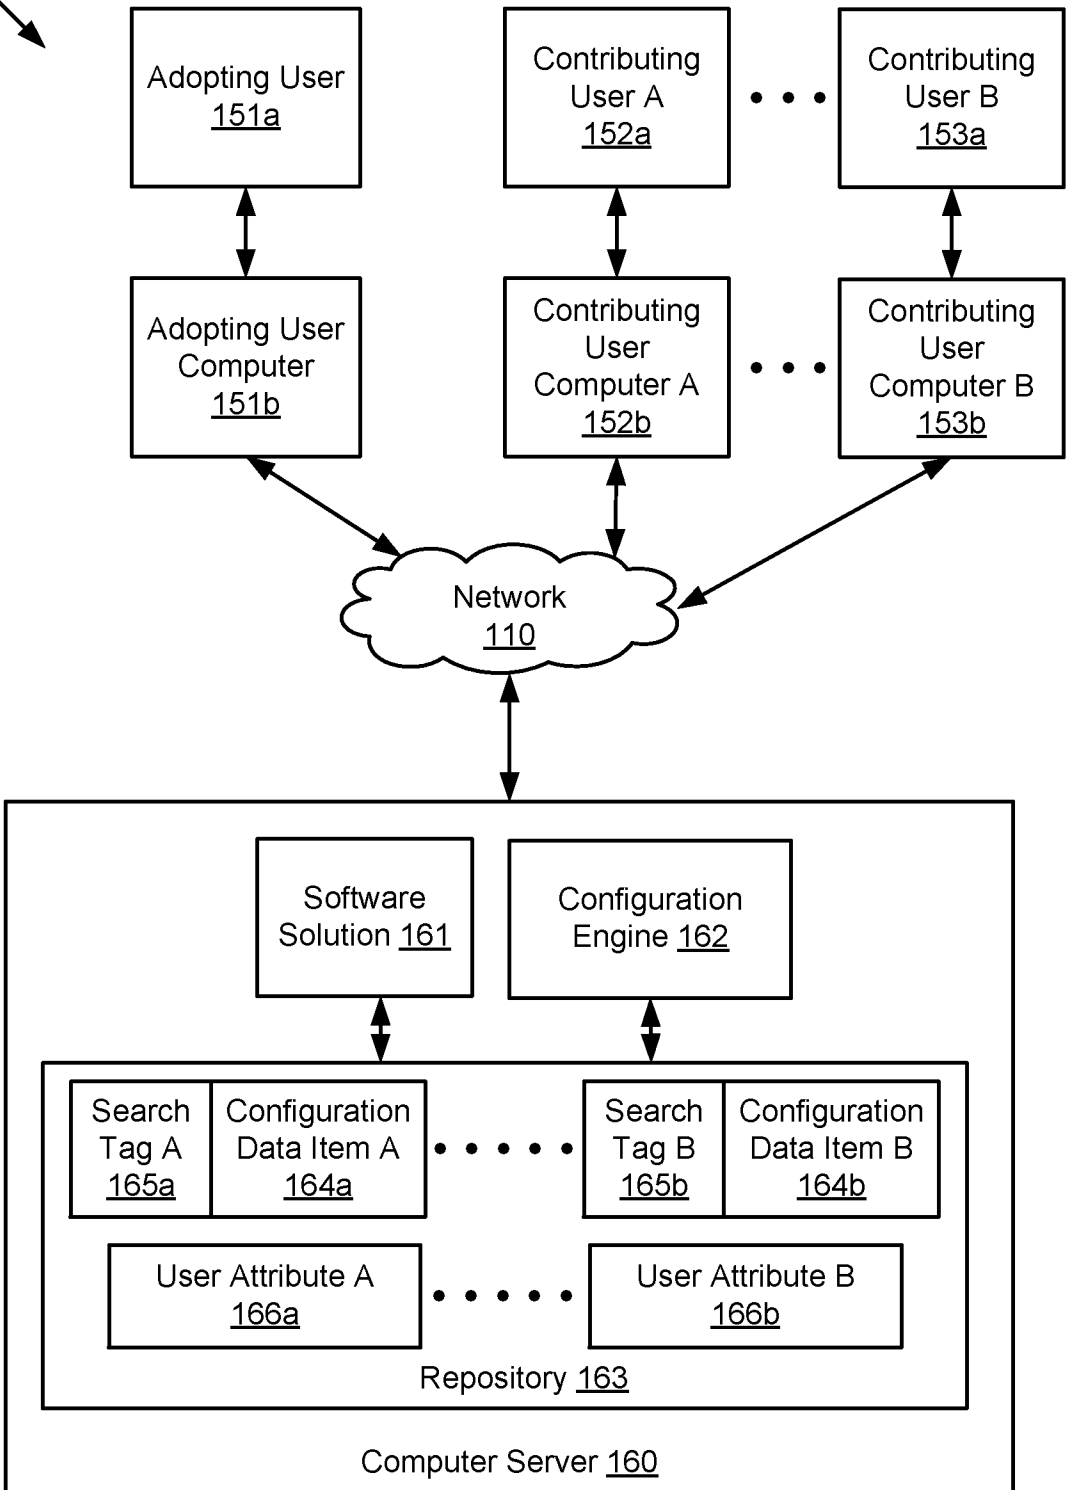 Adopting User
151a
Contributing
User A
152a
Contributing
User B
153a
Adopting User
Computer
151b
Contributing
User
Computer A
152b
Contributing
User
Computer B
153b
Network
110
Software
Solution 161
Configuration
Engine 162
Search
Tag A
165a
Configuration
Data Item A
164a
Search
Tag B
165b
Configuration
Data Item B
164b
User Attribute A
166a
User Attribute B
166b
Repository 163
Computer Server 160